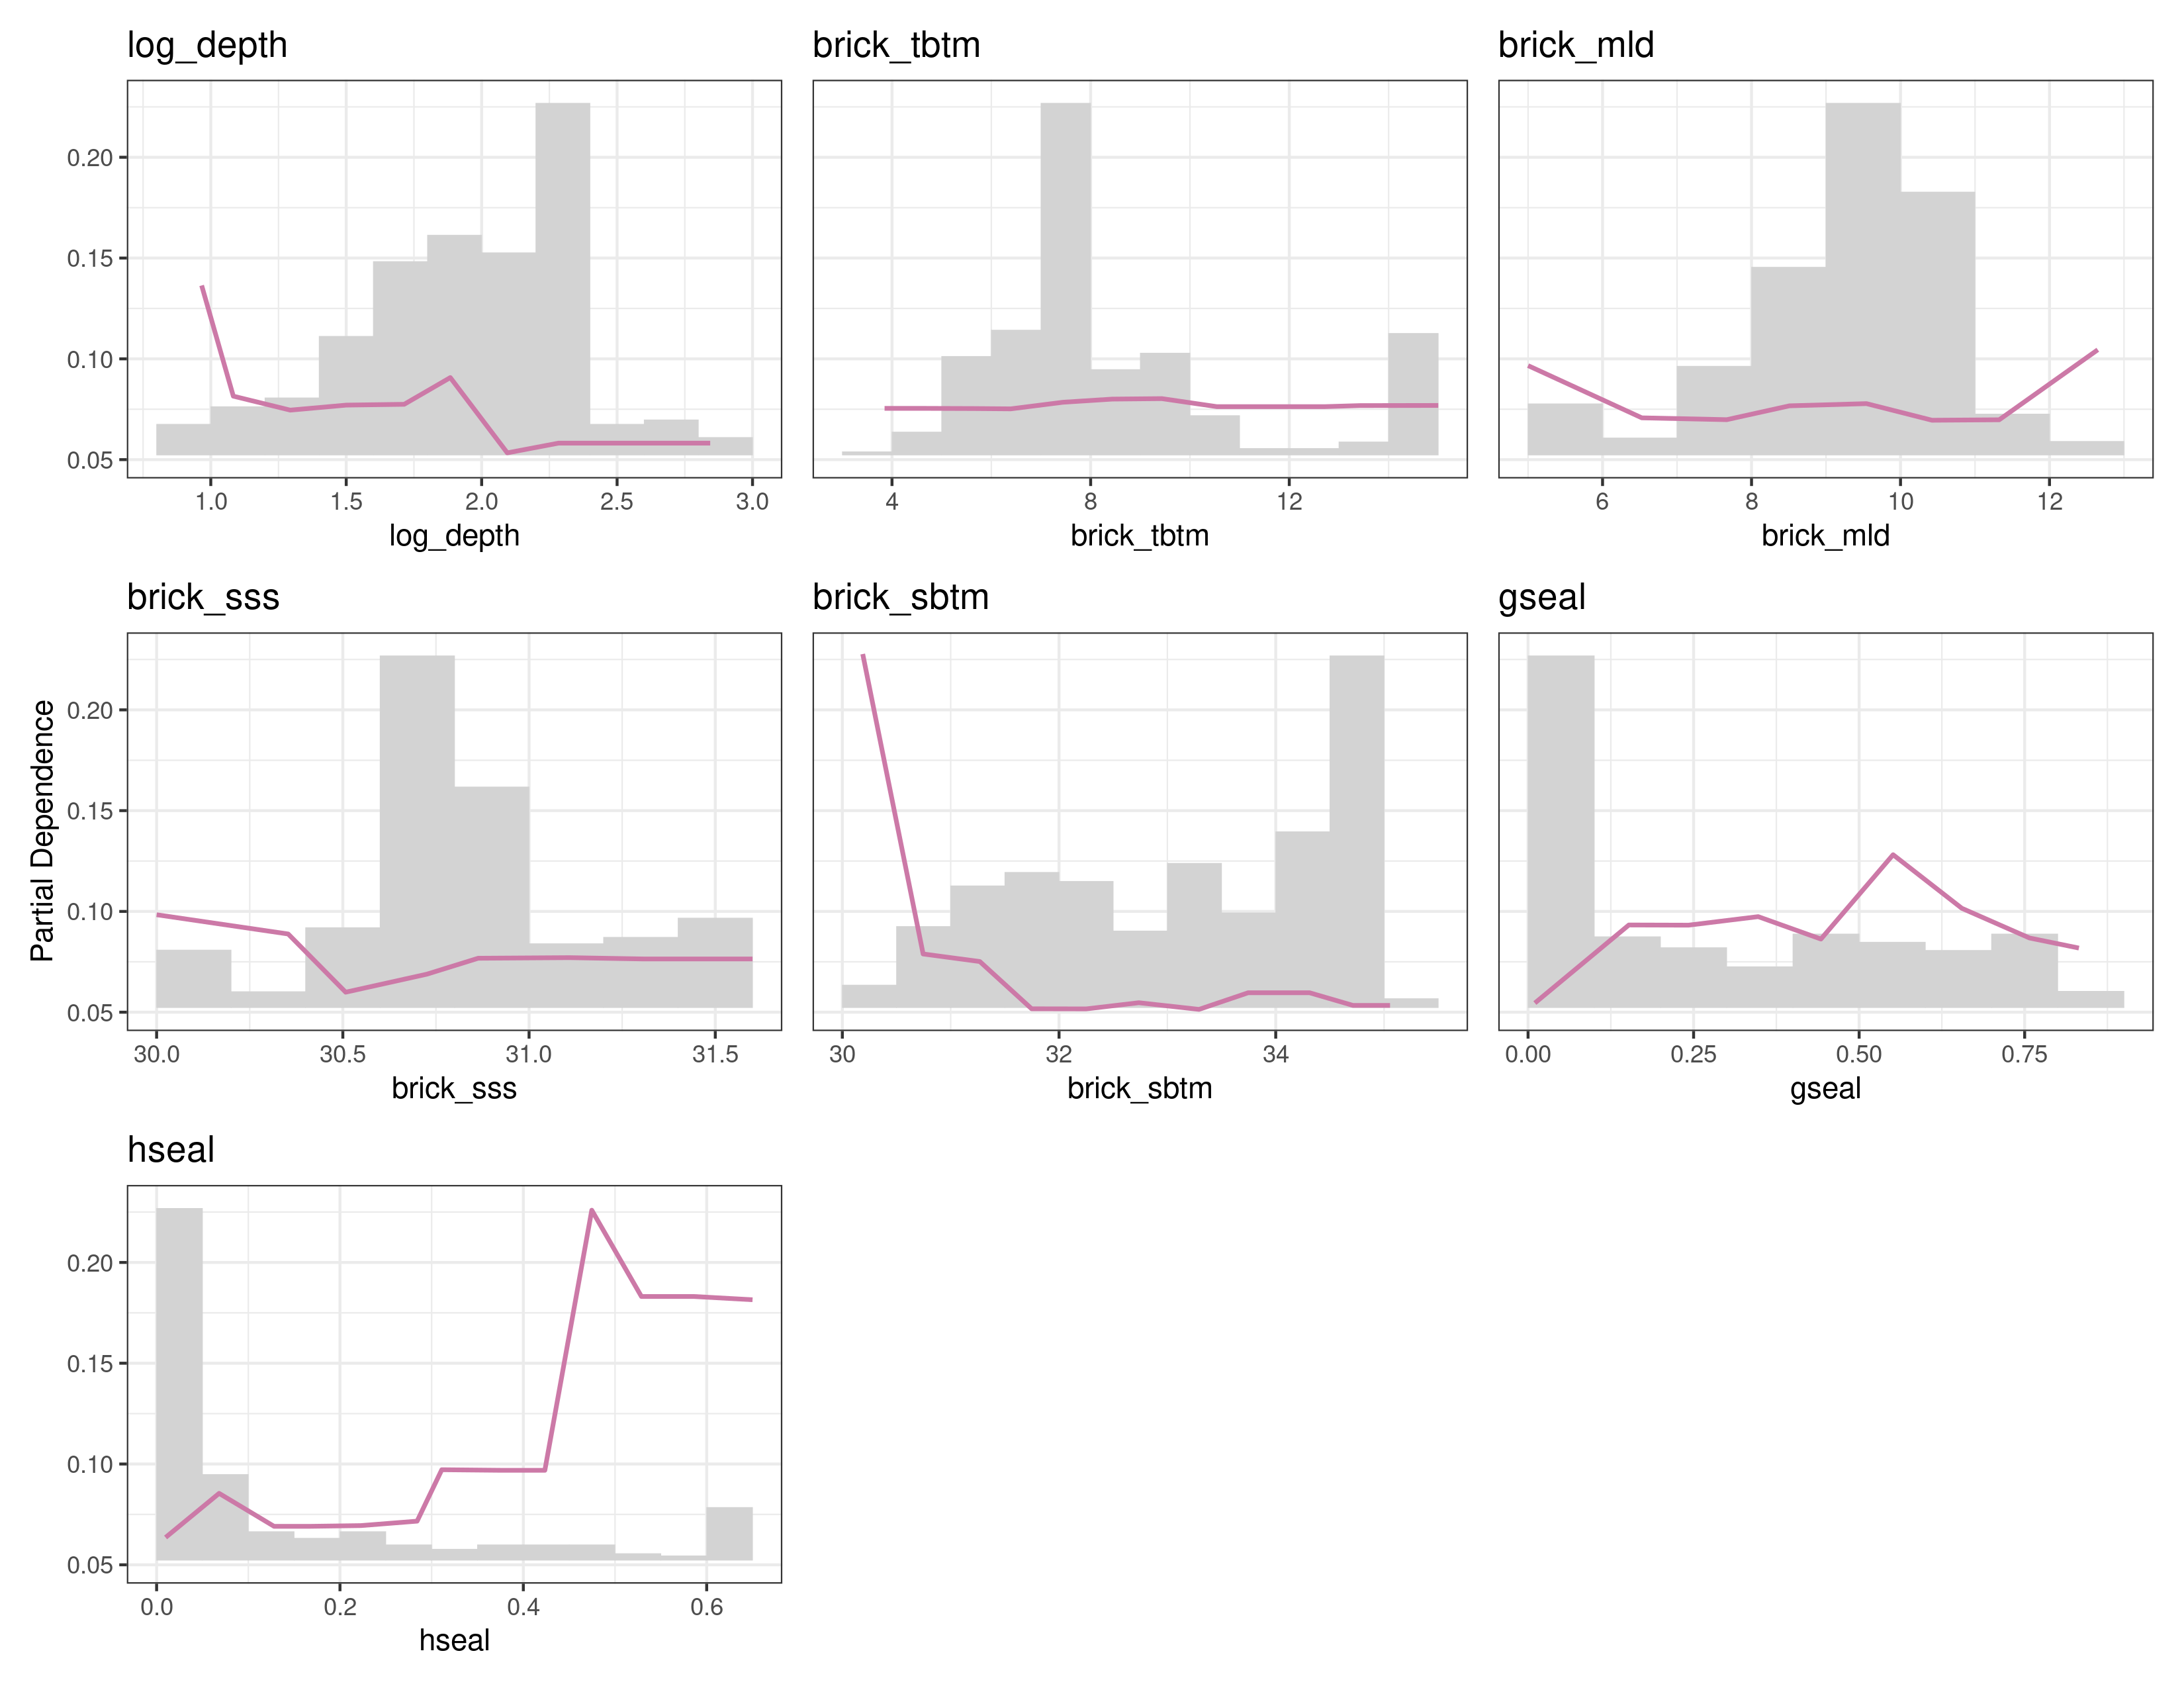 log_depth
brick_tbtm
brick_mld
0.20
0.15
0.10
0.05
1.0 1.5 2.0 2.5 3.0
4 8 12
6 8 10 12
log_depth
brick_tbtm
brick_mld
brick_sss
brick_sbtm
gseal
Partial Dependence
0.20
0.15
0.10
0.05
30.0 30.5 31.0 31.5
30 32 34
0.00 0.25 0.50 0.75
brick_sss
brick_sbtm
gseal
hseal
0.20
0.15
0.10
0.05
0.0 0.2 0.4 0.6
hseal